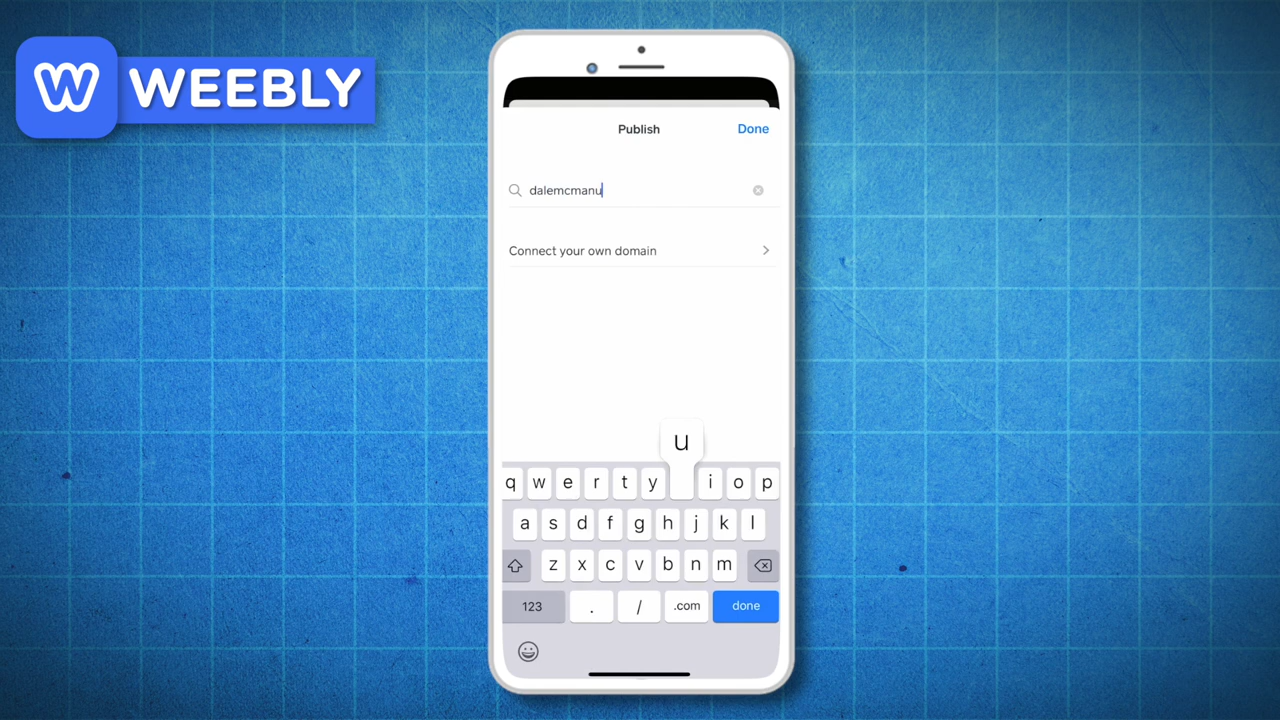 W WEEBLY
Publish
Done
dalemcmanu
Connect your own domain
u
q w e r t y i o p
a s d f g h j k l
z x c v b n m
123 . / .com done